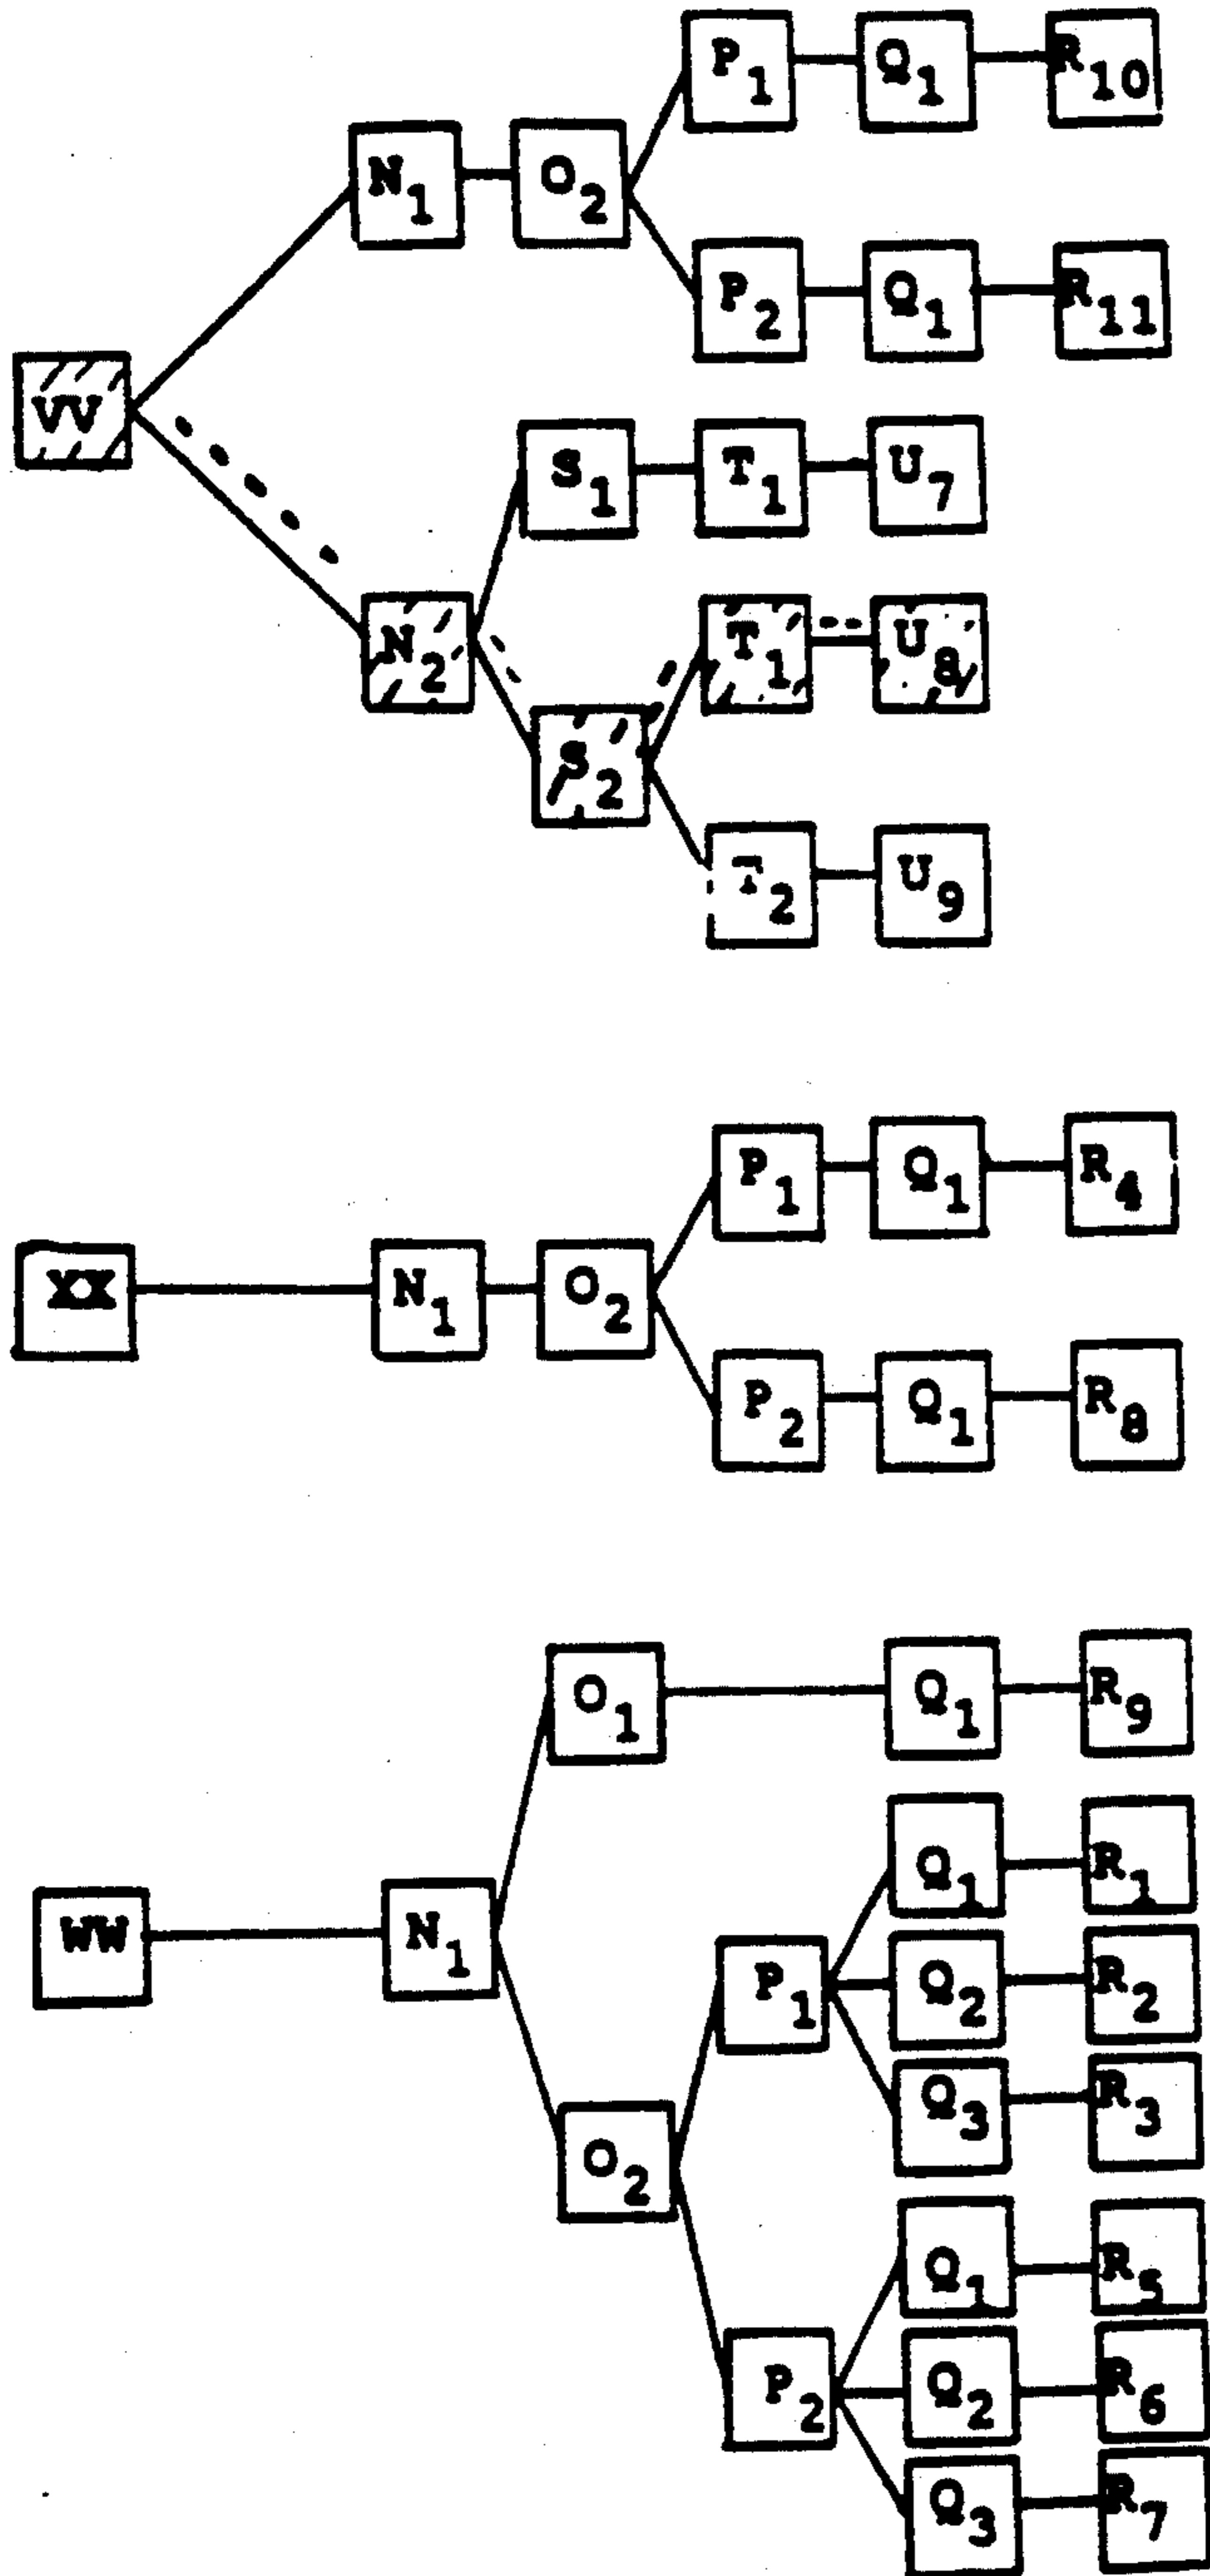 P₁ Q₁ R₁₀
N₁ O₂
P₂ Q₁ R₁₁
VV
S₁ T₁ U₇
N₂ T₁ U₈
S₂
T₂ U₉
P₁ Q₁ R₄
XX N₁ O₂
P₂ Q₁ R₈
O₁ Q₁ R₉
Q₁ R₁
WW N₁
P₁ Q₂ R₂
Q₃ R₃
O₂
Q₁ R₅
P₂ Q₂ R₆
Q₃ R₇